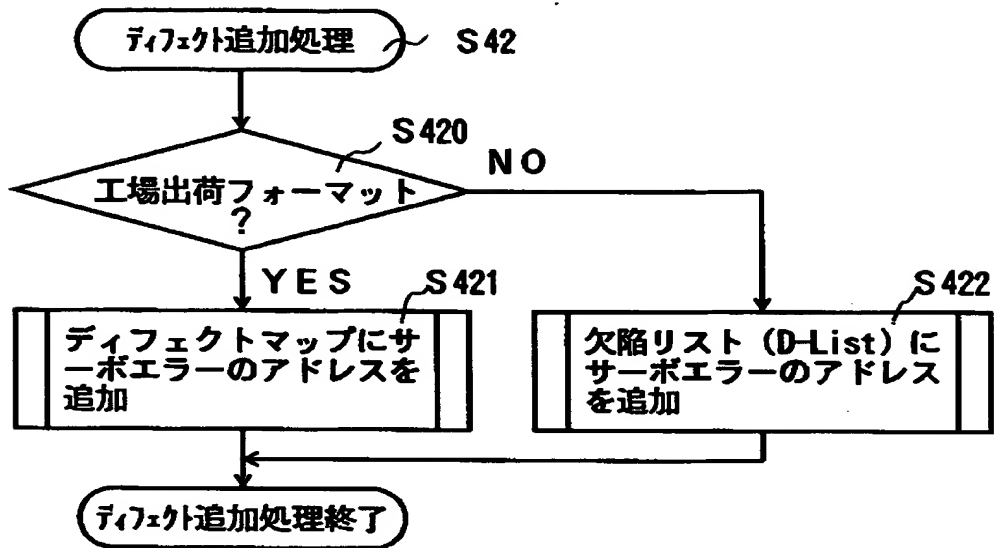 ﾃﾞｨﾌｪｸﾄ追加処理
S42
S420
工場出荷フォーマット
?
NO
YES
S421
ディフェクトマップにサ
ーボエラーのアドレスを
追加
S422
欠陥リスト（D-List）に
サーボエラーのアドレス
を追加
ﾃﾞｨﾌｪｸﾄ追加処理終了